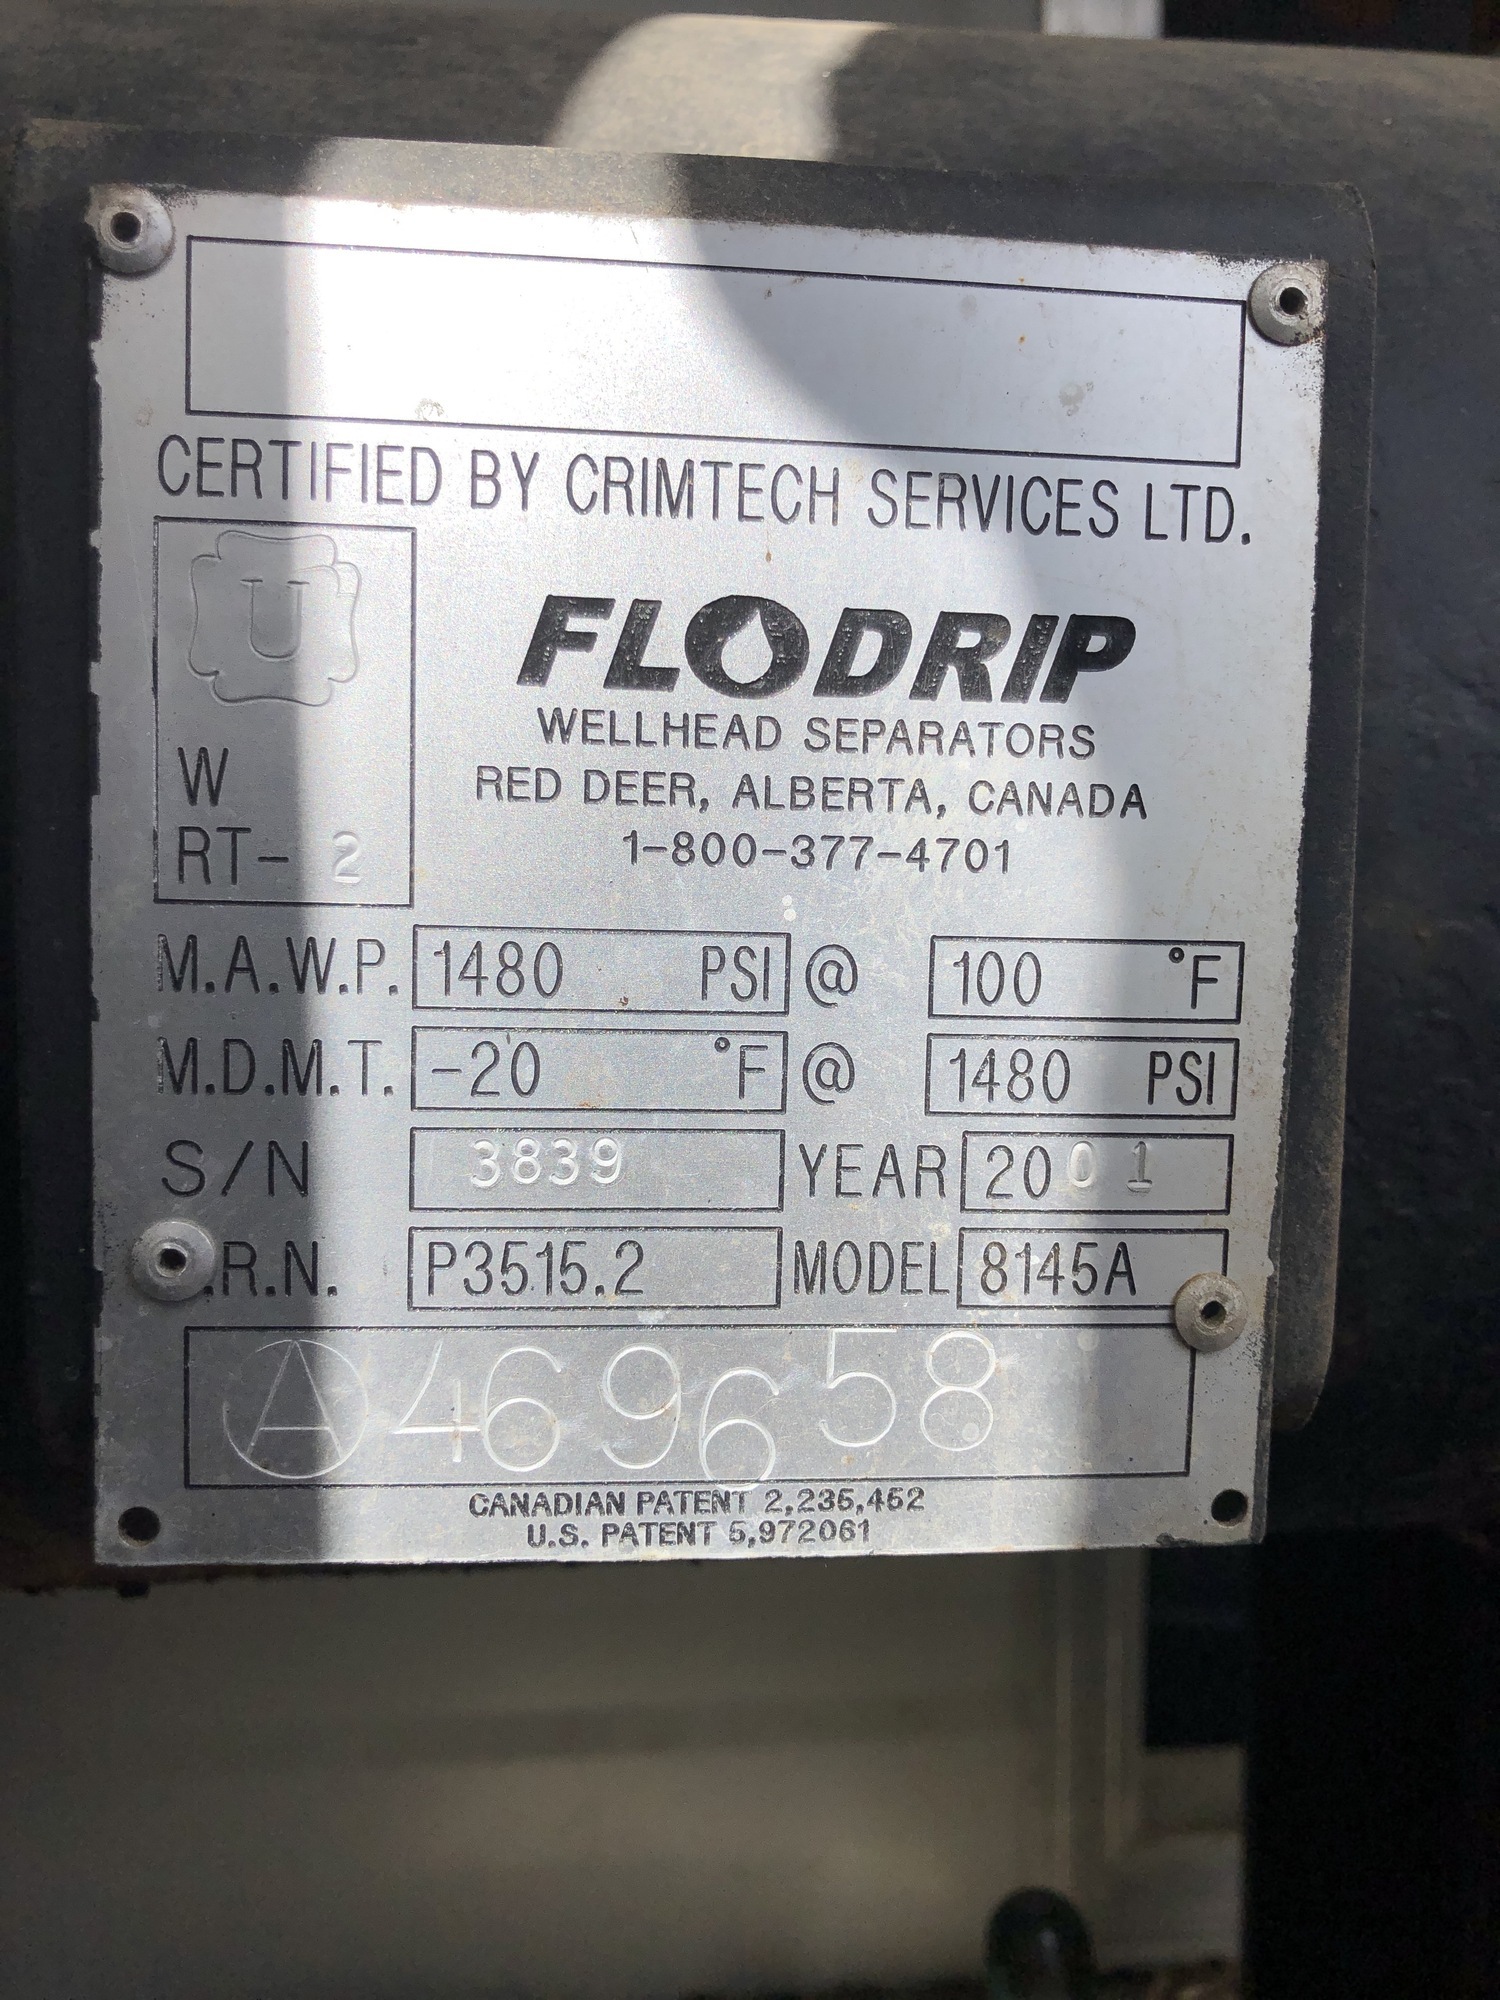 CERTIFIED BY CRIMTECH SERVICES LTD.
U
W
RT- 2
FLODRIP
WELLHEAD SEPARATORS
RED DEER, ALBERTA, CANADA
1-800-377-4701
M.A.W.P. 1480 PSI @ 100 °F
M.D.M.T. -20 °F @ 1480 PSI
S/N 3839 YEAR 2001
.R.N. P3515.2 MODEL 8145A
A 469658
CANADIAN PATENT 2,235,452
U.S. PATENT 5,972061